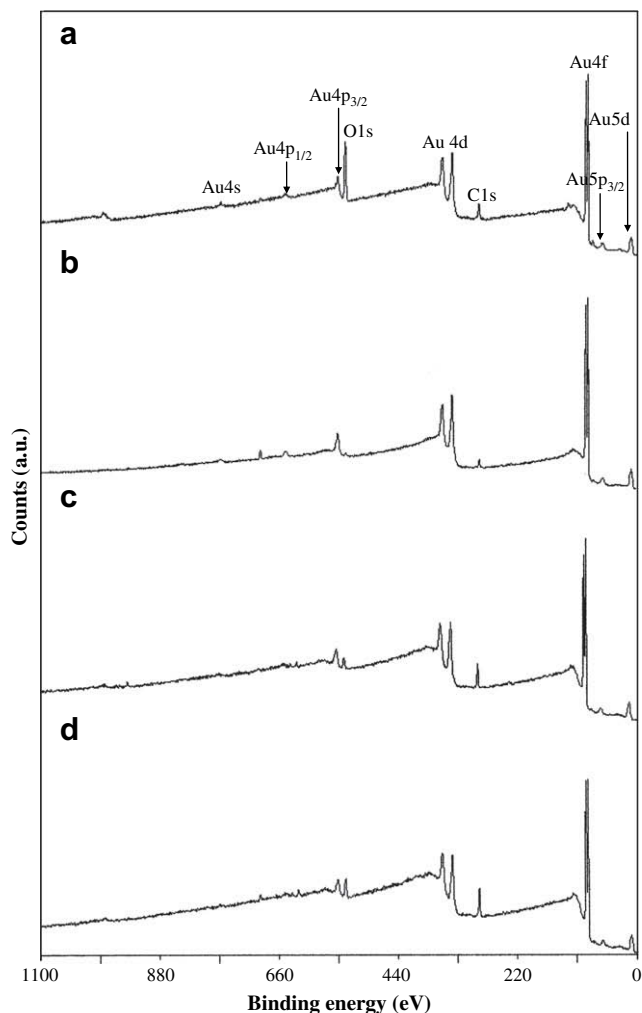 a
Au4f
Au4p3/2
O1s
Au5d
Au4p1/2
Au 4d
Au5p3/2
Au4s
C1s
b
c
d
Counts (a.u.)
1100 880 660 440 220 0
Binding energy (eV)